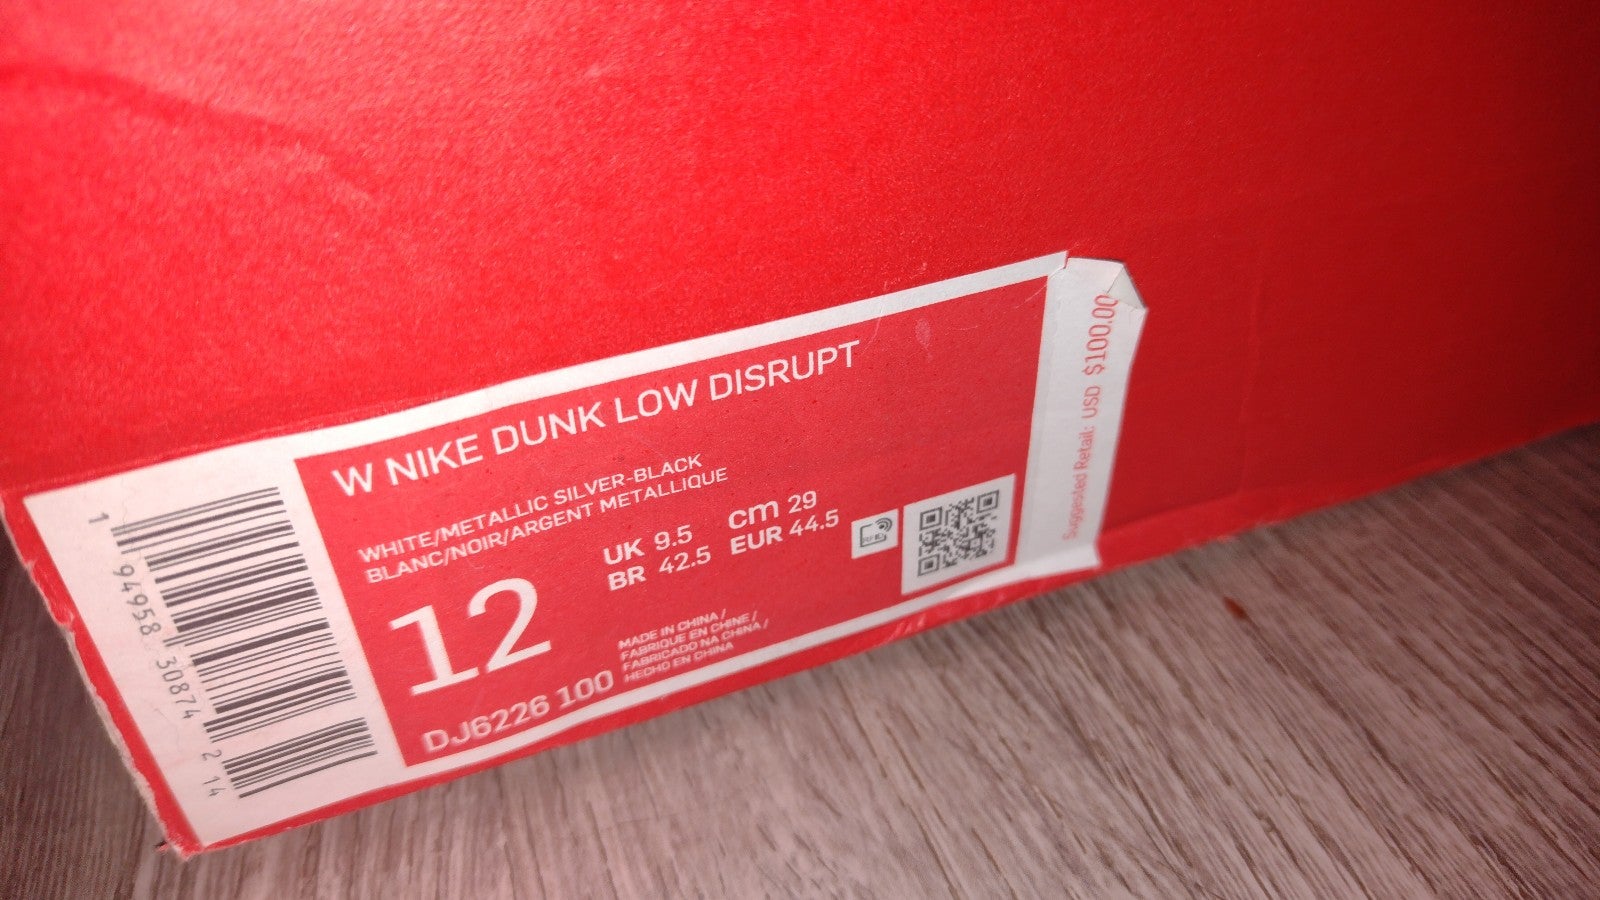 W NIKE DUNK LOW DISRUPT
WHITE/METALLIC SILVER-BLACK
BLANC/NOIR/ARGENT METALLIQUE
12
UK 9.5 cm 29
BR 42.5 EUR 44.5
MADE IN CHINA /
FABRIQUE EN CHINE /
FABRICADO NA CHINA /
HECHO EN CHINA
DJ6226 100
1 94958 30874 2 14
Suggested Retail: USD $100.00